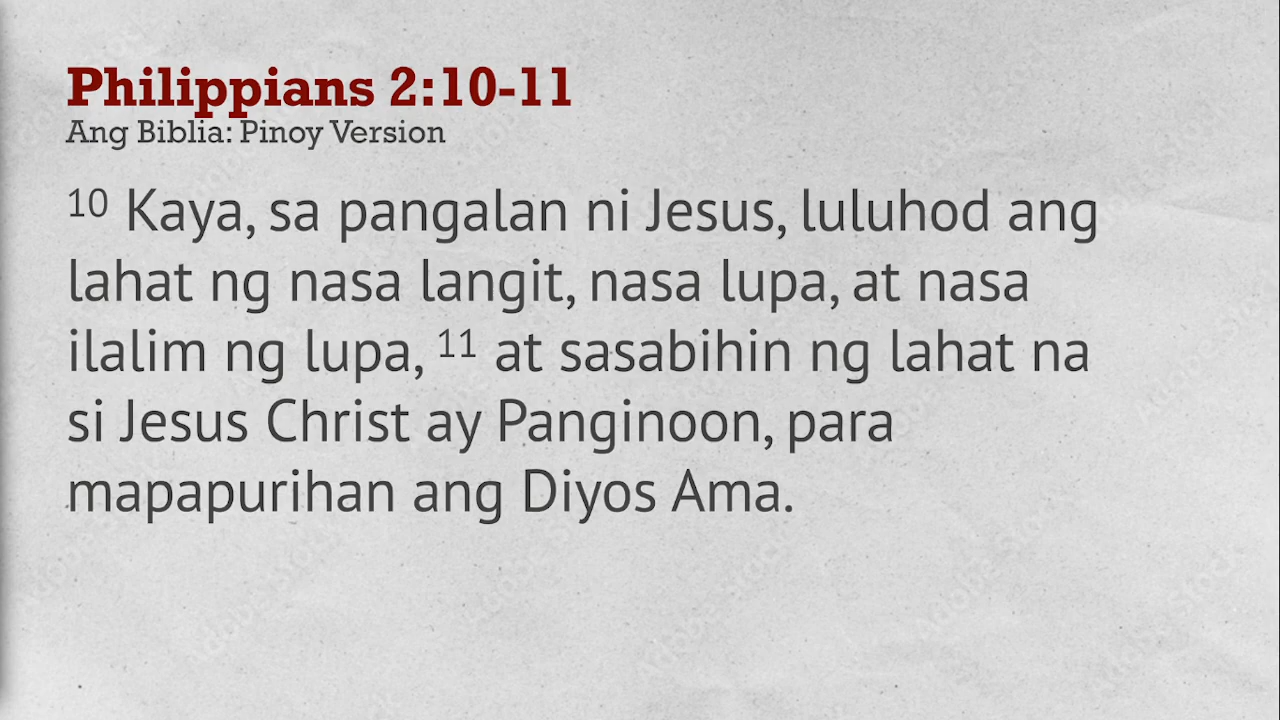 Philippians 2:10-11
Ang Biblia: Pinoy Version
10 Kaya, sa pangalan ni Jesus, luluhod ang
lahat ng nasa langit, nasa lupa, at nasa
ilalim ng lupa, 11 at sasabihin ng lahat na
si Jesus Christ ay Panginoon, para
mapapurihan ang Diyos Ama.